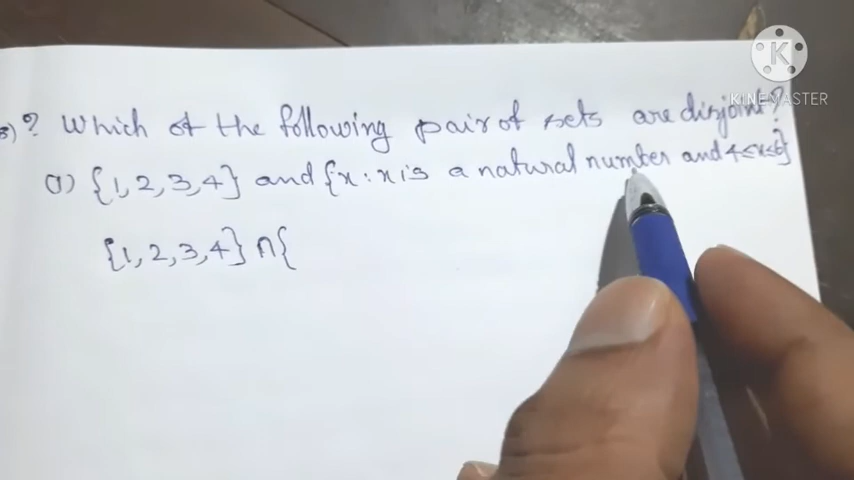 K
KINEMASTER
8)? Which of the following pair of sets are disjoint?
a) {1,2,3,4} and {x : x is a natural number and 4≤x≤6}
{1,2,3,4} ∩ {